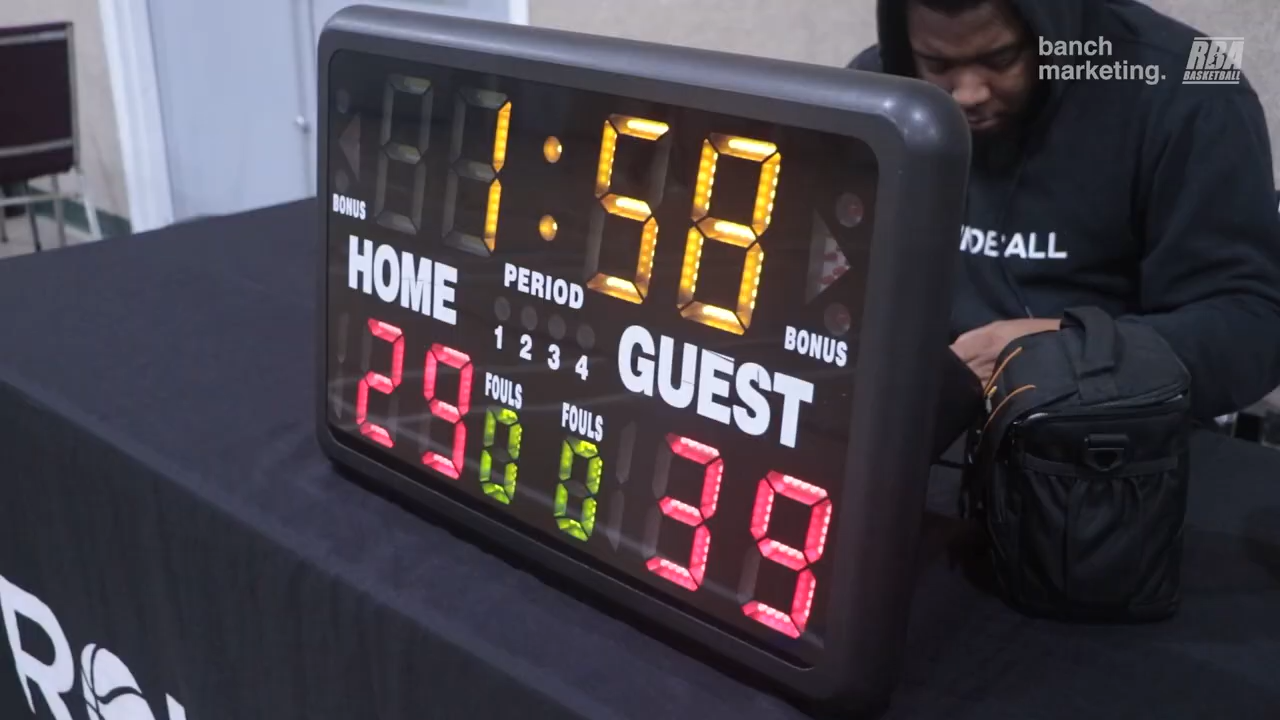 banch
marketing.
RBA
BASKETBALL
1:58
BONUS
HOME
PERIOD
1 2 3 4
GUEST
BONUS
29
FOULS
0
FOULS
0
39